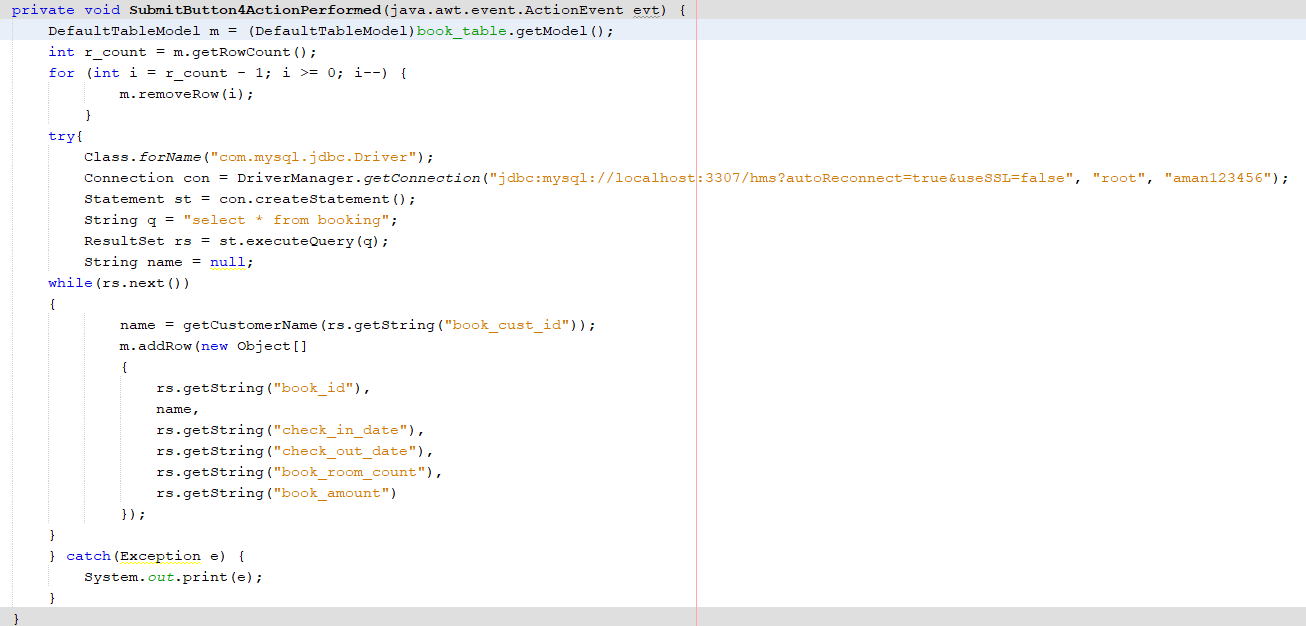 private void SubmitButton4ActionPerformed(java.awt.event.ActionEvent evt) {
    DefaultTableModel m = (DefaultTableModel)book_table.getModel();
    int r_count = m.getRowCount();
    for (int i = r_count - 1; i >= 0; i--) {
            m.removeRow(i);
        }
    try{
        Class.forName("com.mysql.jdbc.Driver");
        Connection con = DriverManager.getConnection("jdbc:mysql://localhost:3307/hms?autoReconnect=true&useSSL=false", "root", "aman123456");
        Statement st = con.createStatement();
        String q = "select * from booking";
        ResultSet rs = st.executeQuery(q);
        String name = null;
    while(rs.next())
    {
            name = getCustomerName(rs.getString("book_cust_id"));
            m.addRow(new Object[]
            {
                rs.getString("book_id"),
                name,
                rs.getString("check_in_date"),
                rs.getString("check_out_date"),
                rs.getString("book_room_count"),
                rs.getString("book_amount")
            });
    }
    } catch(Exception e) {
        System.out.print(e);
    }
}